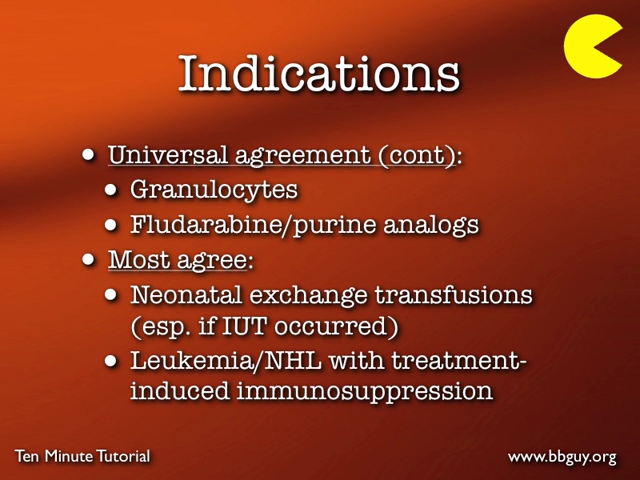 Indications
• Universal agreement (cont):
• Granulocytes
• Fludarabine/purine analogs
• Most agree:
• Neonatal exchange transfusions
(esp. if IUT occurred)
• Leukemia/NHL with treatment-
induced immunosuppression
Ten Minute Tutorial
www.bbguy.org